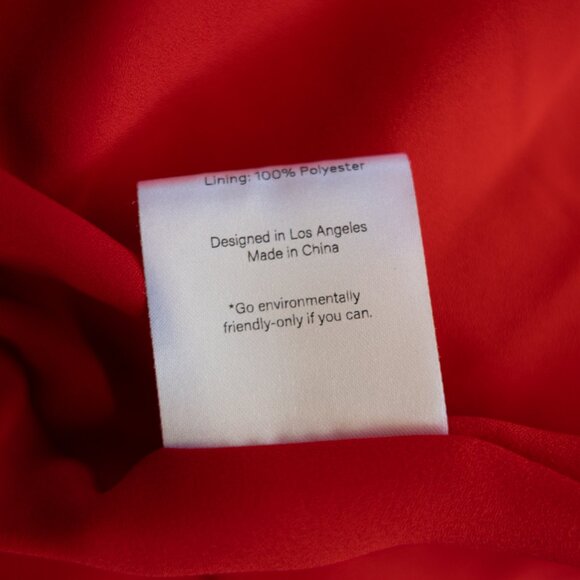 Lining: 100% Polyester
Designed in Los Angeles
Made in China
*Go environmentally
friendly-only if you can.